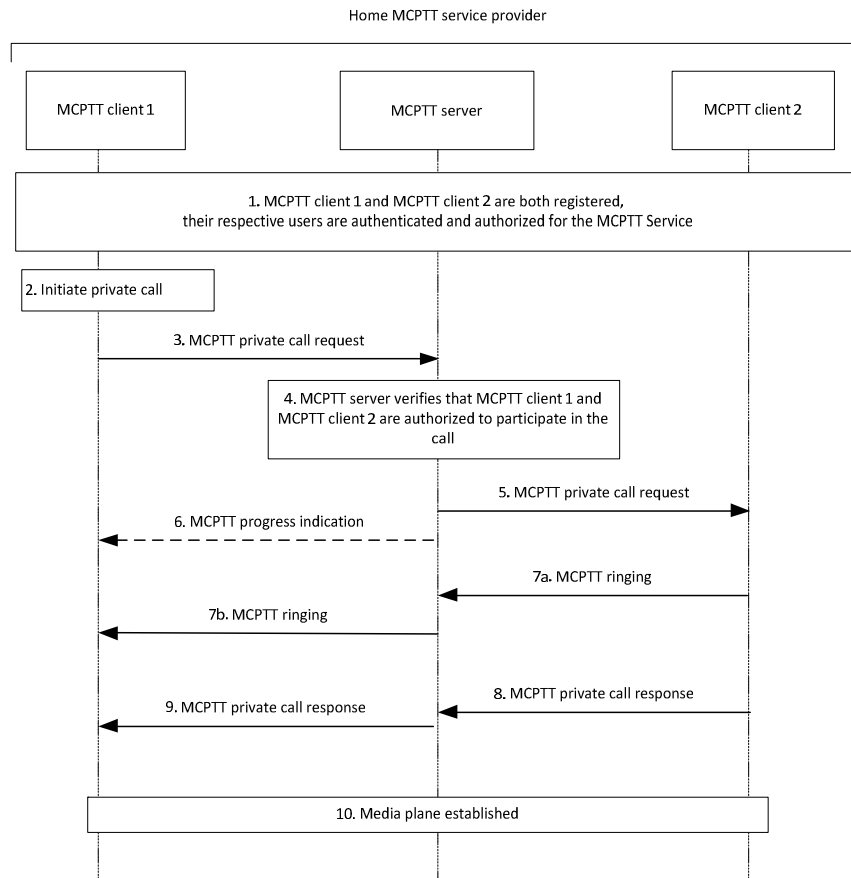 Home MCPTT service provider
MCPTT client 1
MCPTT server
MCPTT client 2
1. MCPTT client 1 and MCPTT client 2 are both registered,
their respective users are authenticated and authorized for the MCPTT Service
2. Initiate private call
3. MCPTT private call request
4. MCPTT server verifies that MCPTT client 1 and
MCPTT client 2 are authorized to participate in the
call
5. MCPTT private call request
6. MCPTT progress indication
7a. MCPTT ringing
7b. MCPTT ringing
8. MCPTT private call response
9. MCPTT private call response
10. Media plane established